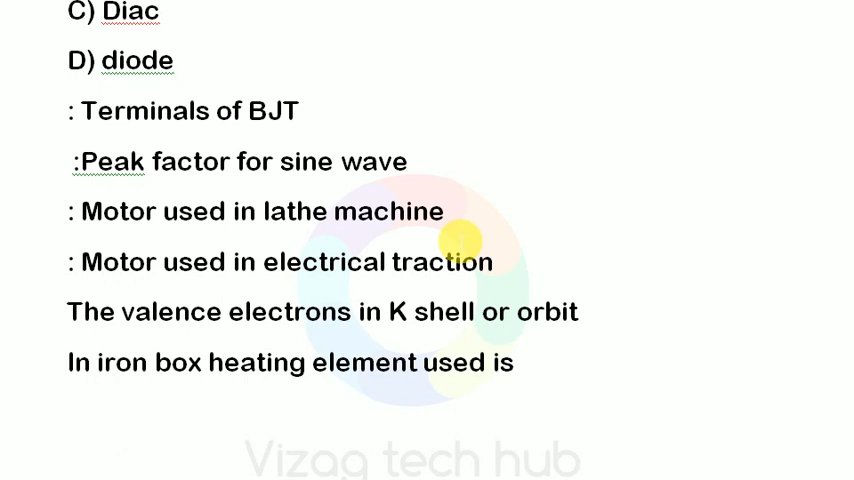 C) Diac
D) diode
: Terminals of BJT
:Peak factor for sine wave
: Motor used in lathe machine
: Motor used in electrical traction
The valence electrons in K shell or orbit
In iron box heating element used is
Vizag tech hub